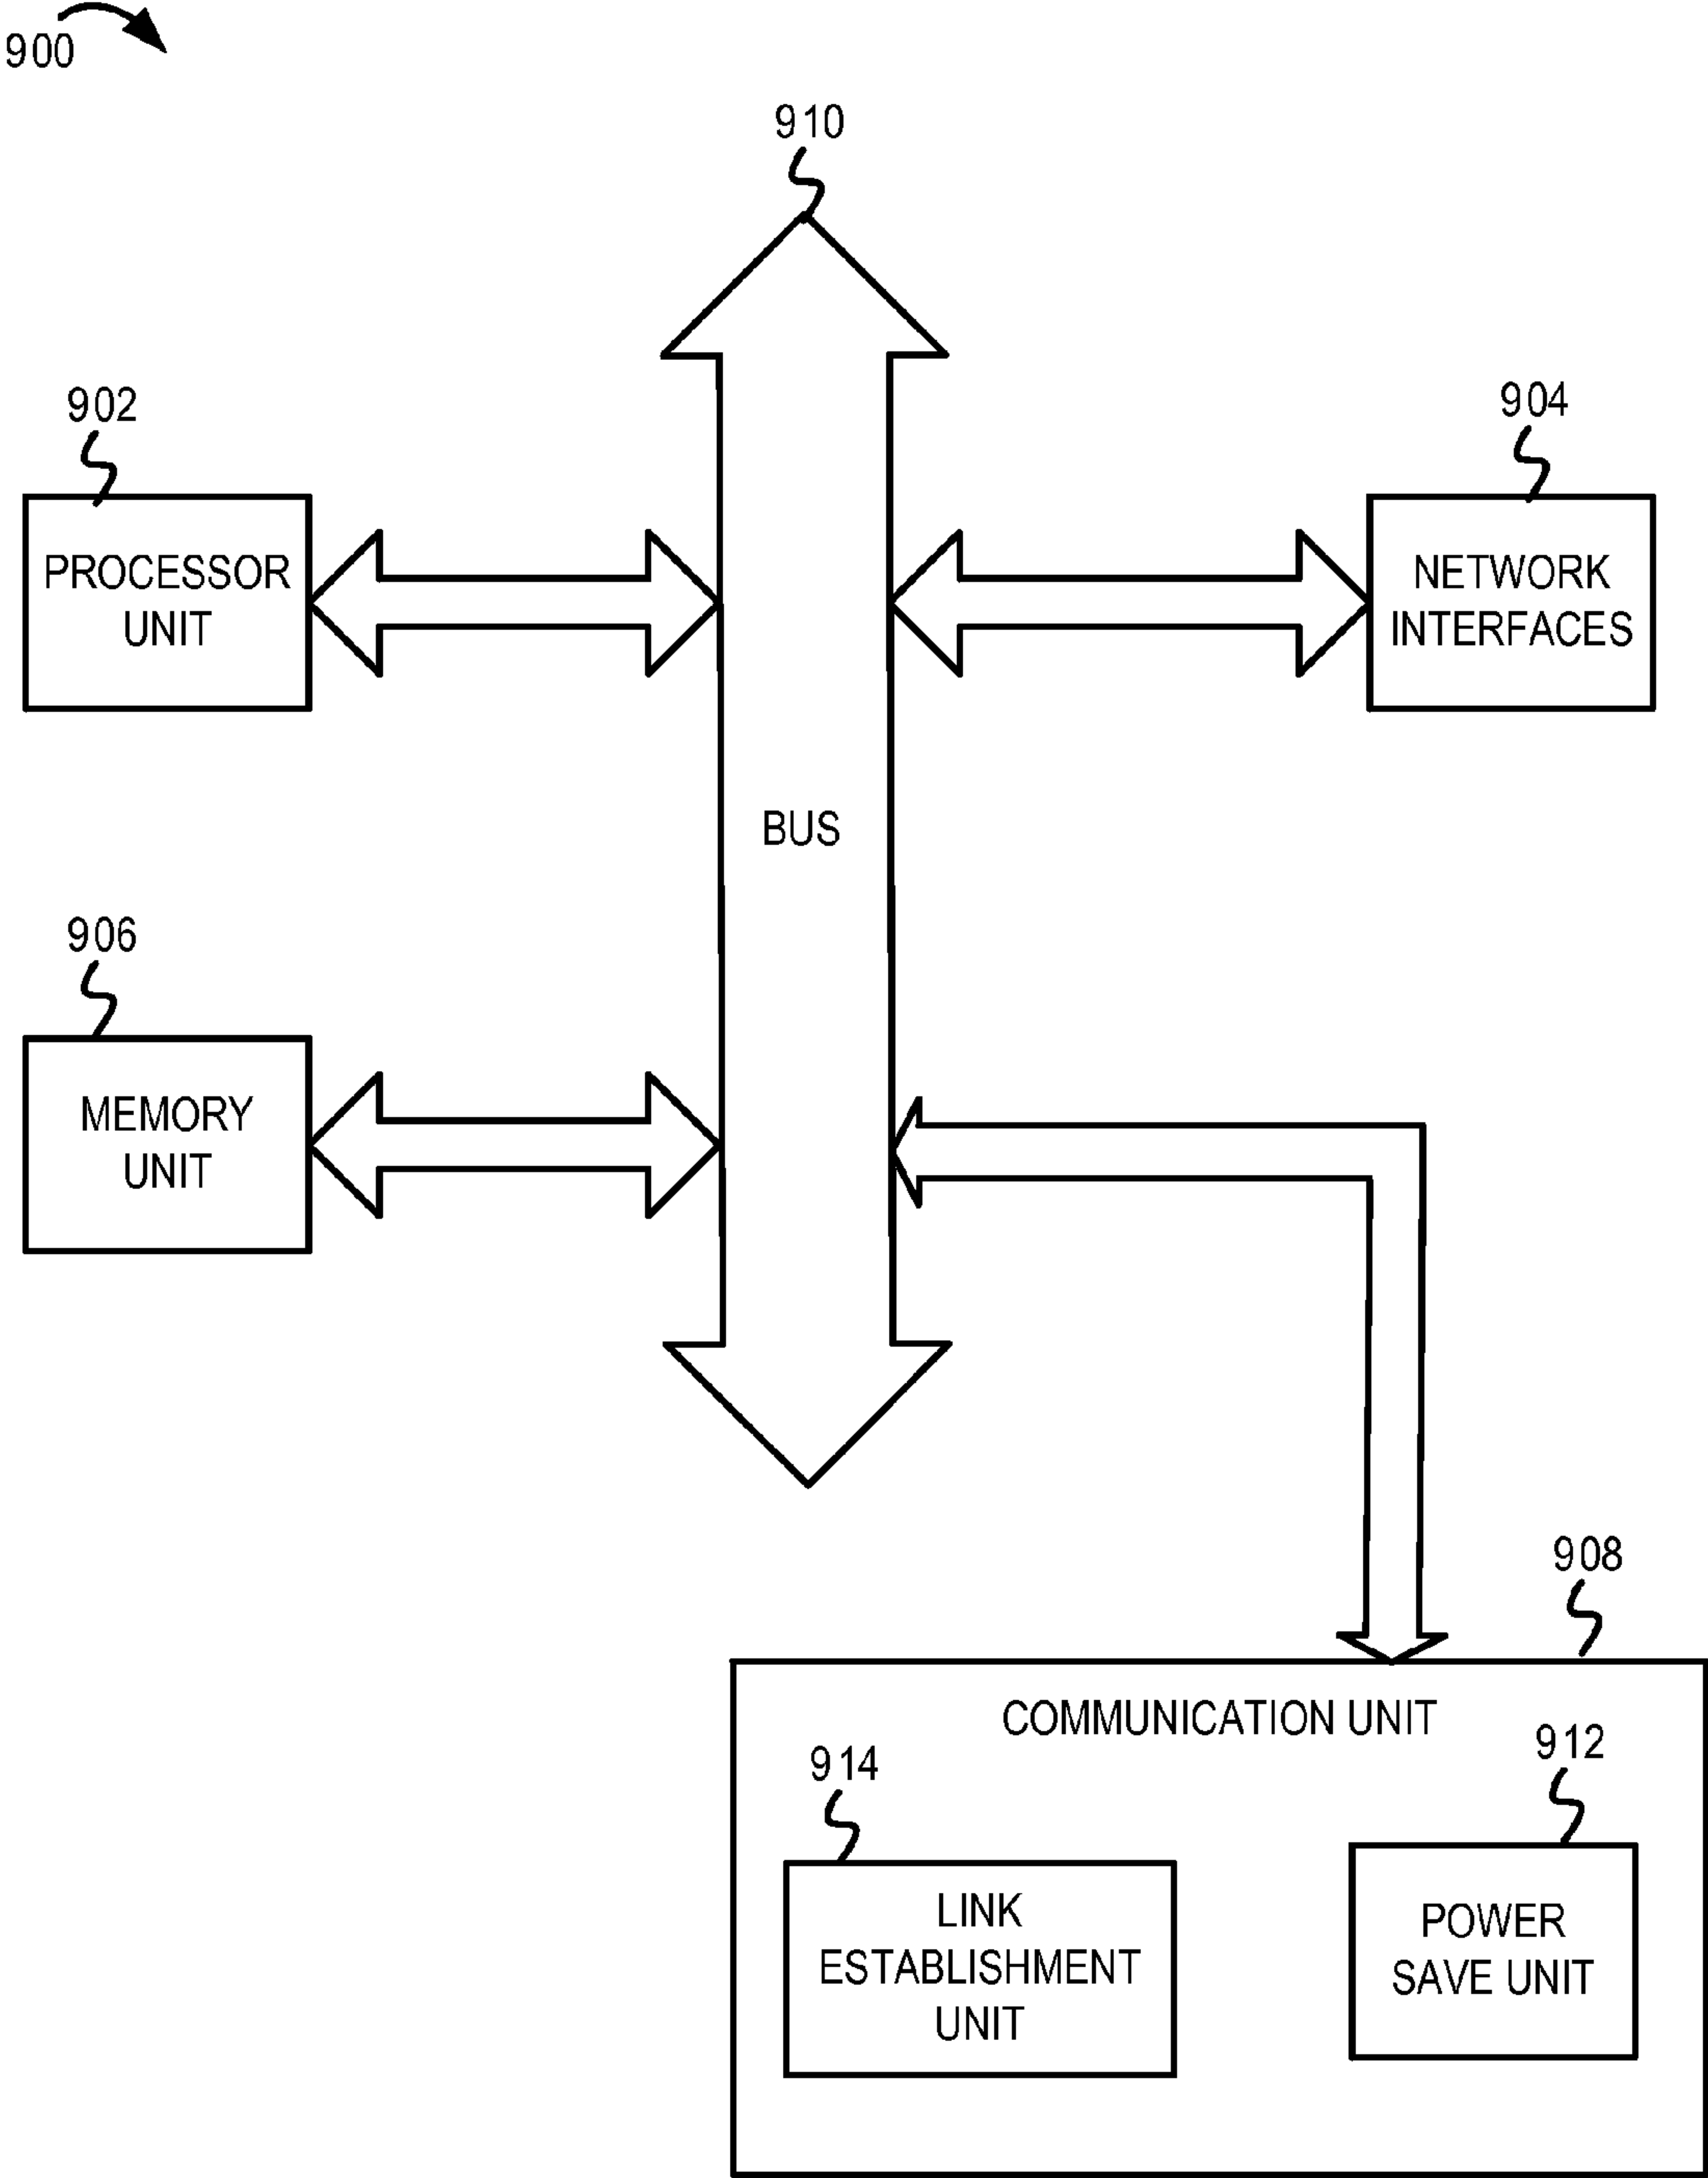 900
910
902
904
PROCESSOR
UNIT
NETWORK
INTERFACES
BUS
906
MEMORY
UNIT
908
COMMUNICATION UNIT
914
912
LINK
ESTABLISHMENT
UNIT
POWER
SAVE UNIT